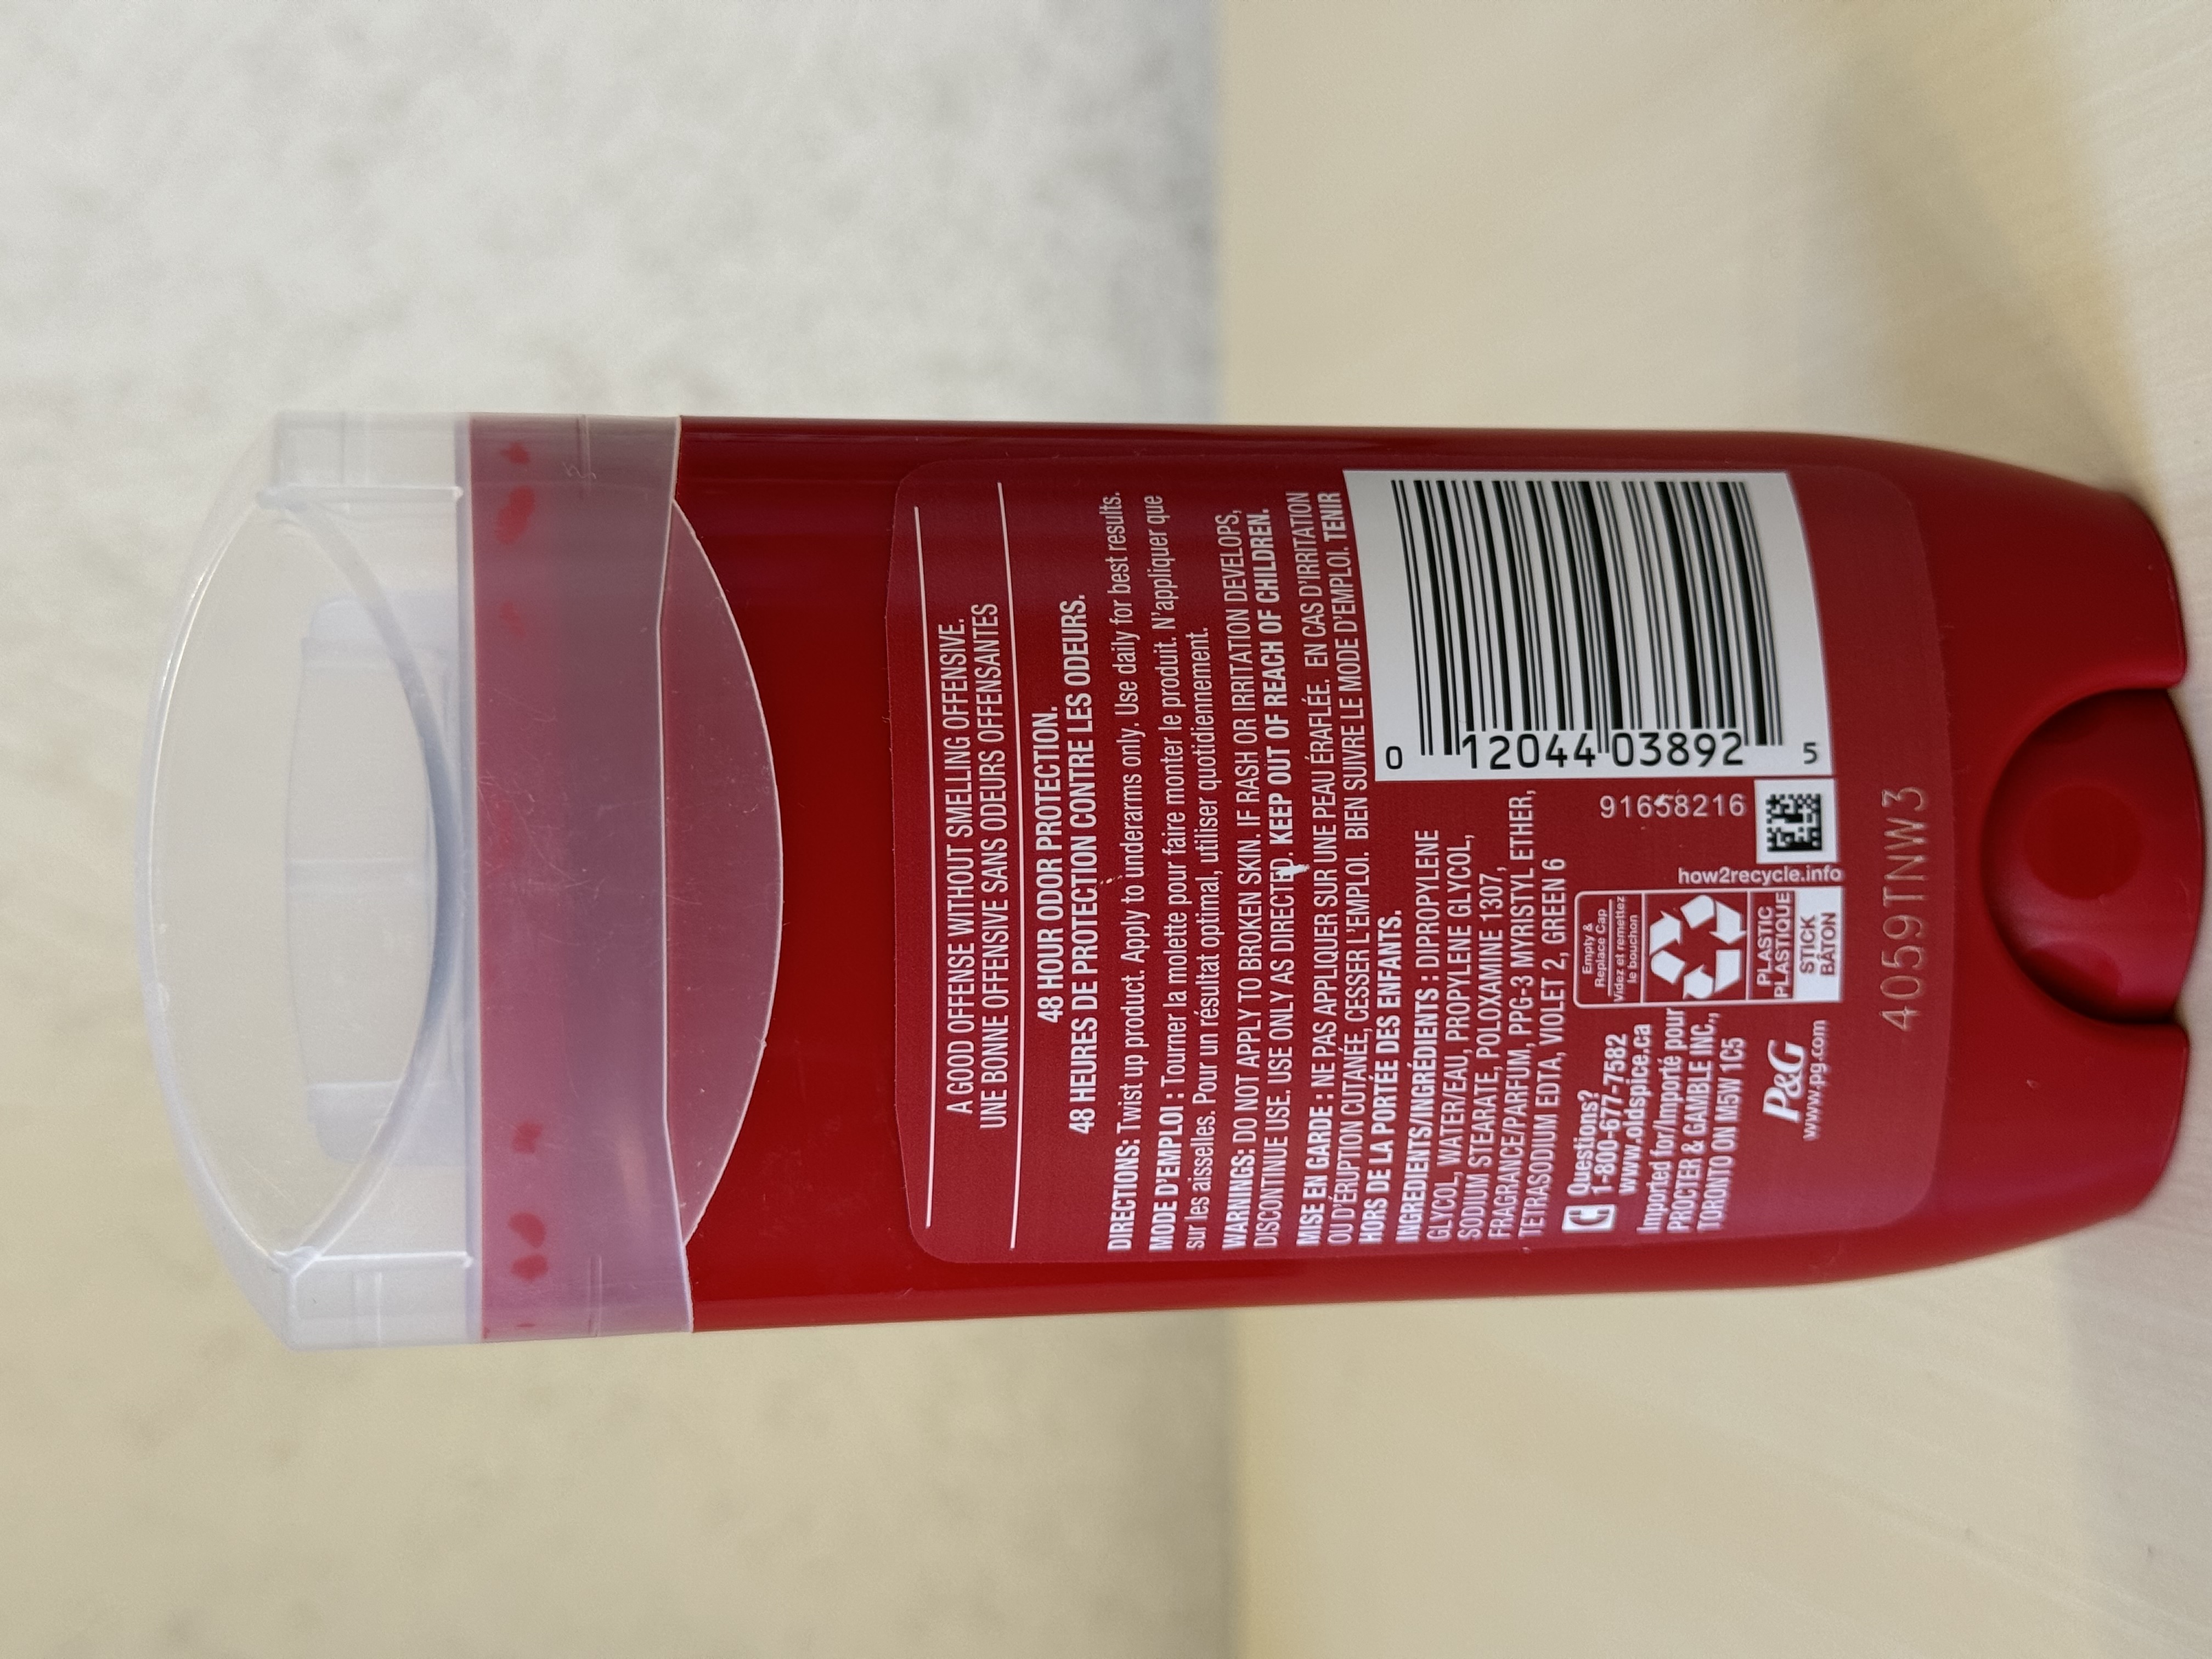 A GOOD OFFENSE WITHOUT SMELLING OFFENSIVE.
UNE BONNE OFFENSIVE SANS ODEURS OFFENSANTES
48 HOUR ODOR PROTECTION.
48 HEURES DE PROTECTION CONTRE LES ODEURS.
DIRECTIONS: Twist up product. Apply to underarms only. Use daily for best results.
MODE D'EMPLOI : Tourner la molette pour faire monter le produit. N'appliquer que
sur les aisselles. Pour un résultat optimal, utiliser quotidiennement.
WARNINGS: DO NOT APPLY TO BROKEN SKIN. IF RASH OR IRRITATION DEVELOPS,
DISCONTINUE USE. USE ONLY AS DIRECTED. KEEP OUT OF REACH OF CHILDREN.
MISE EN GARDE : NE PAS APPLIQUER SUR UNE PEAU ÉRAFLÉE. EN CAS D'IRRITATION
OU D'ÉRUPTION CUTANÉE, CESSER L'EMPLOI. BIEN SUIVRE LE MODE D'EMPLOI. TENIR
HORS DE LA PORTÉE DES ENFANTS.
INGREDIENTS/INGRÉDIENTS : DIPROPYLENE
GLYCOL, WATER/EAU, PROPYLENE GLYCOL,
SODIUM STEARATE, POLOXAMINE 1307,
FRAGRANCE/PARFUM, PPG-3 MYRISTYL ETHER,
TETRASODIUM EDTA, VIOLET 2, GREEN 6
Questions?
1-800-677-7582
www.oldspice.ca
Imported for/Importé pour
PROCTER & GAMBLE INC.,
TORONTO ON M5W 1C5
P&G
www.pg.com
Empty &
Replace Cap
Videz et remettez
le bouchon
PLASTIC
PLASTIQUE
STICK
BÂTON
how2recycle.info
91658216
0 12044 03892 5
4059TNW3